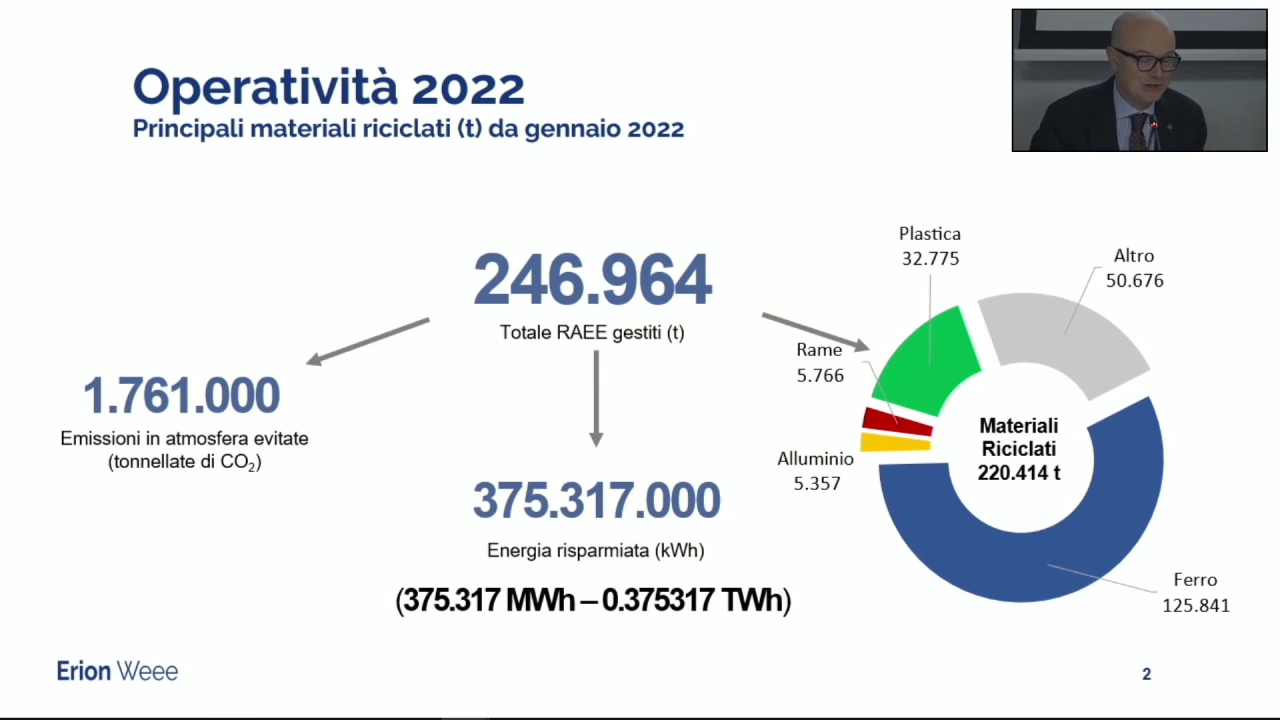 Operatività 2022
Principali materiali riciclati (t) da gennaio 2022
246.964
Totale RAEE gestiti (t)
1.761.000
Emissioni in atmosfera evitate
(tonnellate di CO₂)
375.317.000
Energia risparmiata (kWh)
(375.317 MWh – 0.375317 TWh)
Plastica
32.775
Altro
50.676
Rame
5.766
Alluminio
5.357
Materiali
Riciclati
220.414 t
Ferro
125.841
Erion Weee
2